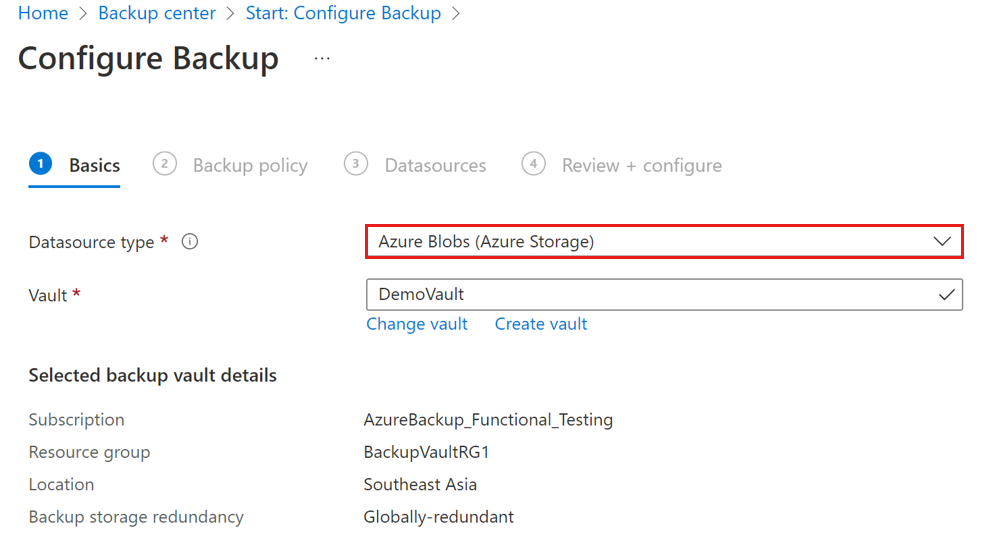 Home > Backup center > Start: Configure Backup >
Configure Backup ...
1 Basics 2 Backup policy 3 Datasources 4 Review + configure
Datasource type * Azure Blobs (Azure Storage)
Vault * DemoVault
Change vault Create vault
Selected backup vault details
Subscription AzureBackup_Functional_Testing
Resource group BackupVaultRG1
Location Southeast Asia
Backup storage redundancy Globally-redundant